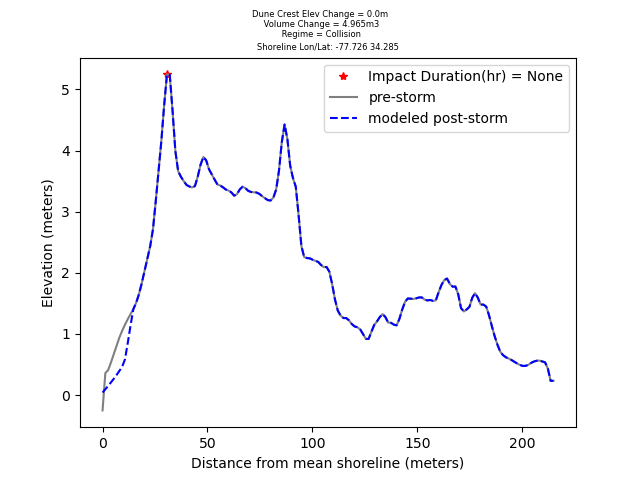 Dune Crest Elev Change = 0.0m
Volume Change = 4.965m3
Regime = Collision
Shoreline Lon/Lat: -77.726 34.285
Impact Duration(hr) = None
pre-storm
modeled post-storm
Elevation (meters)
5
4
3
2
1
0
0 50 100 150 200
Distance from mean shoreline (meters)